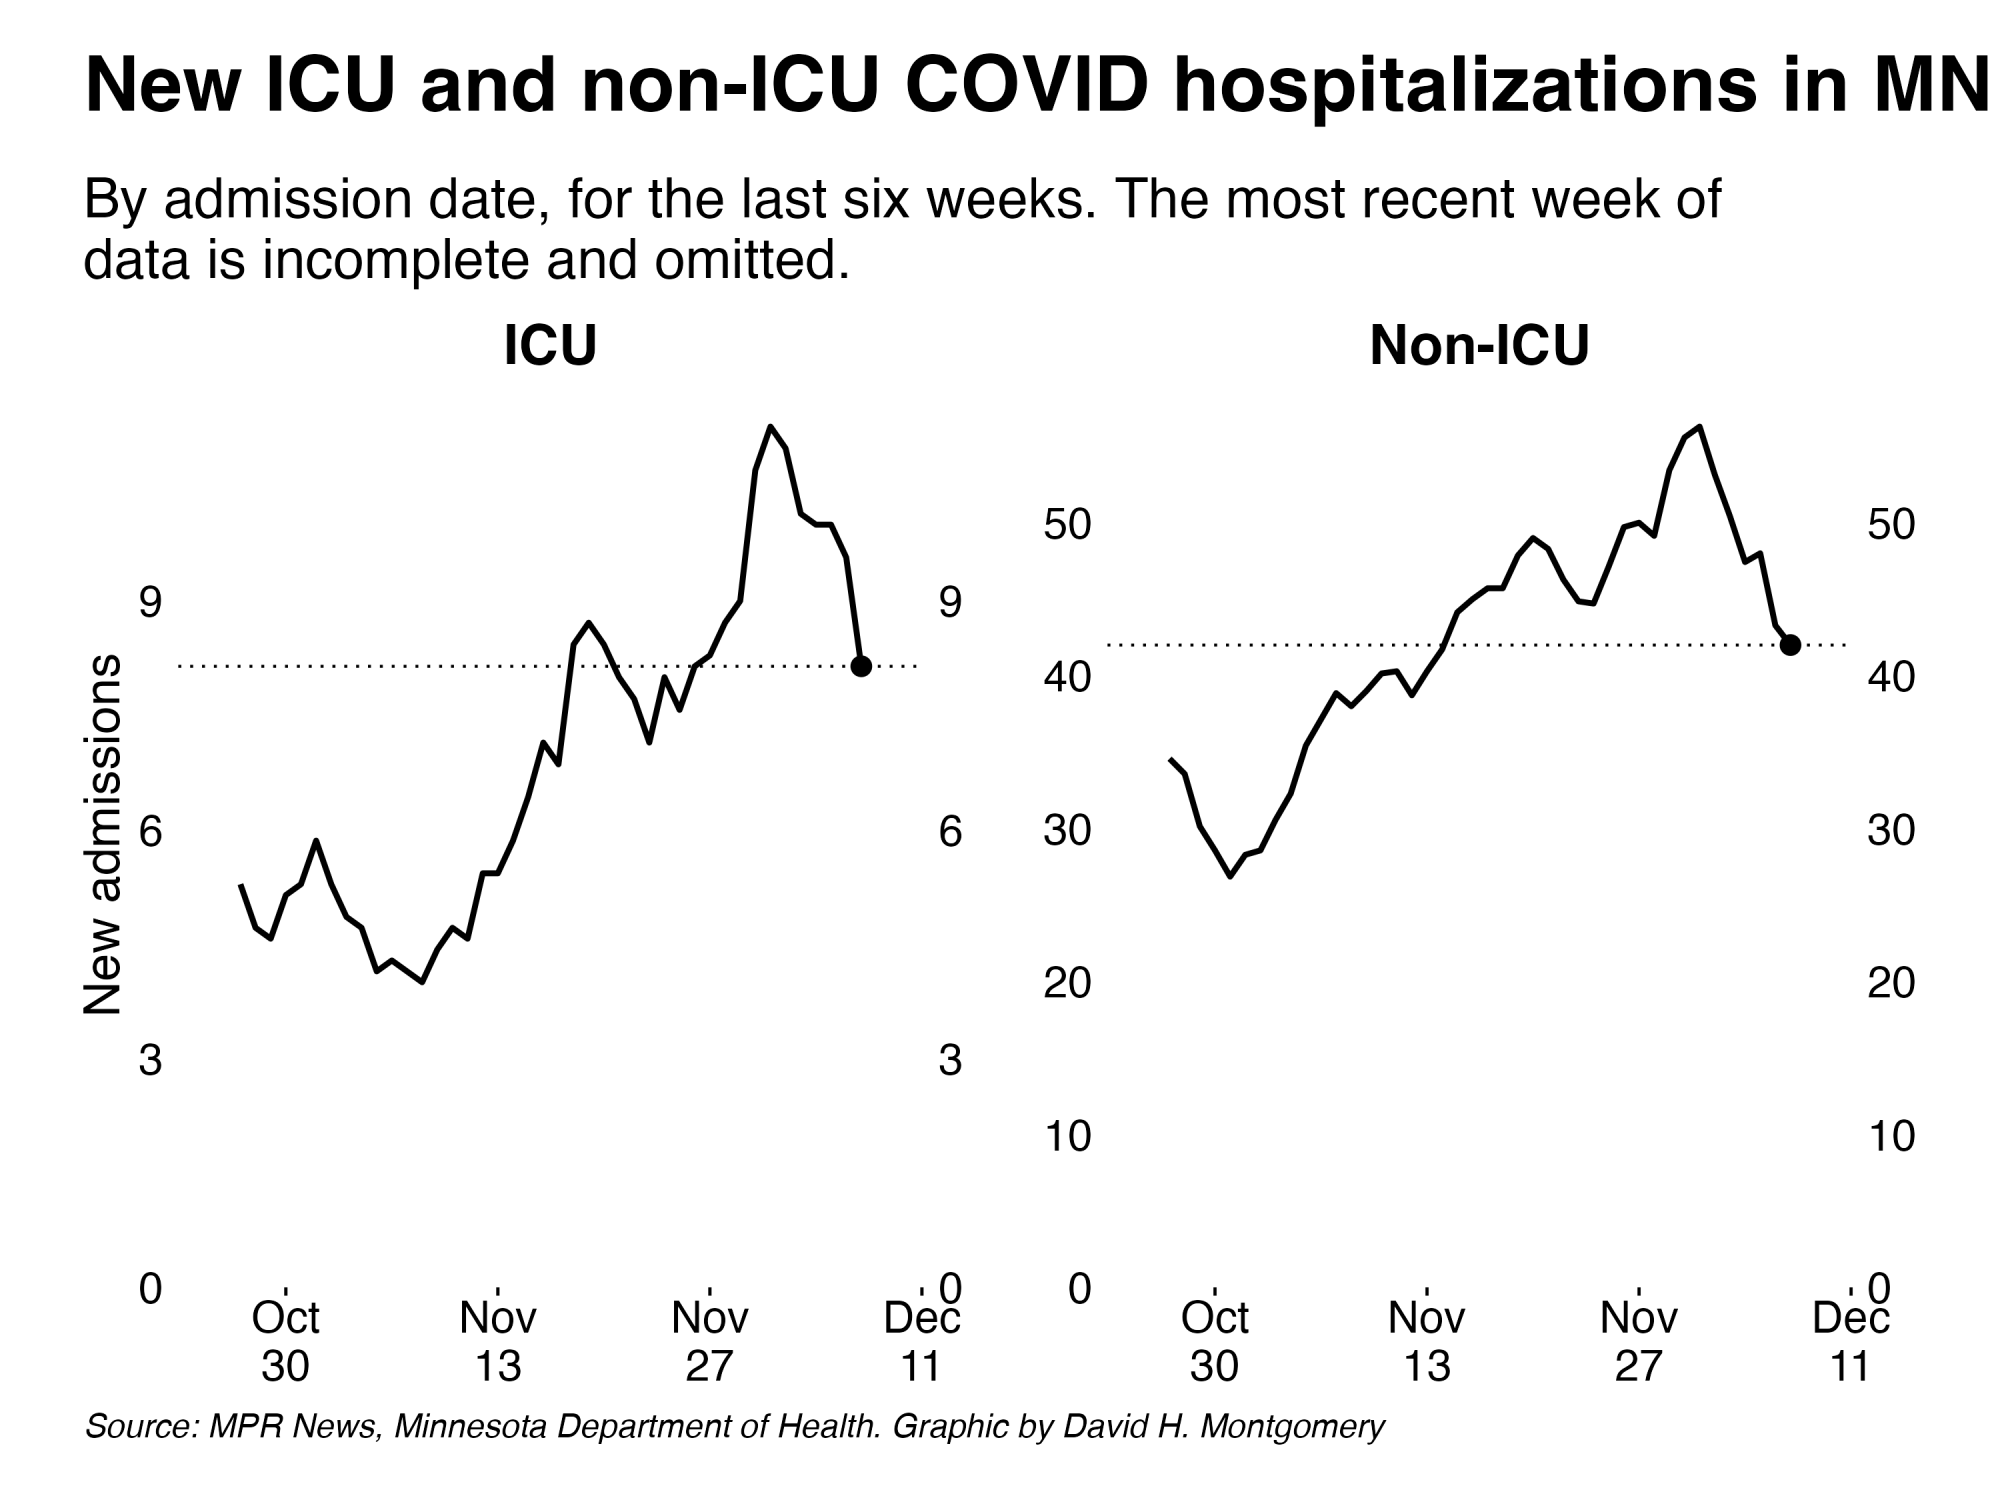 New ICU and non-ICU COVID hospitalizations in MN
By admission date, for the last six weeks. The most recent week of
data is incomplete and omitted.
ICU
New admissions
9
6
3
0
9
6
3
0
Oct
30
Nov
13
Nov
27
Dec
11
Non-ICU
50
40
30
20
10
0
50
40
30
20
10
0
Oct
30
Nov
13
Nov
27
Dec
11
Source: MPR News, Minnesota Department of Health. Graphic by David H. Montgomery